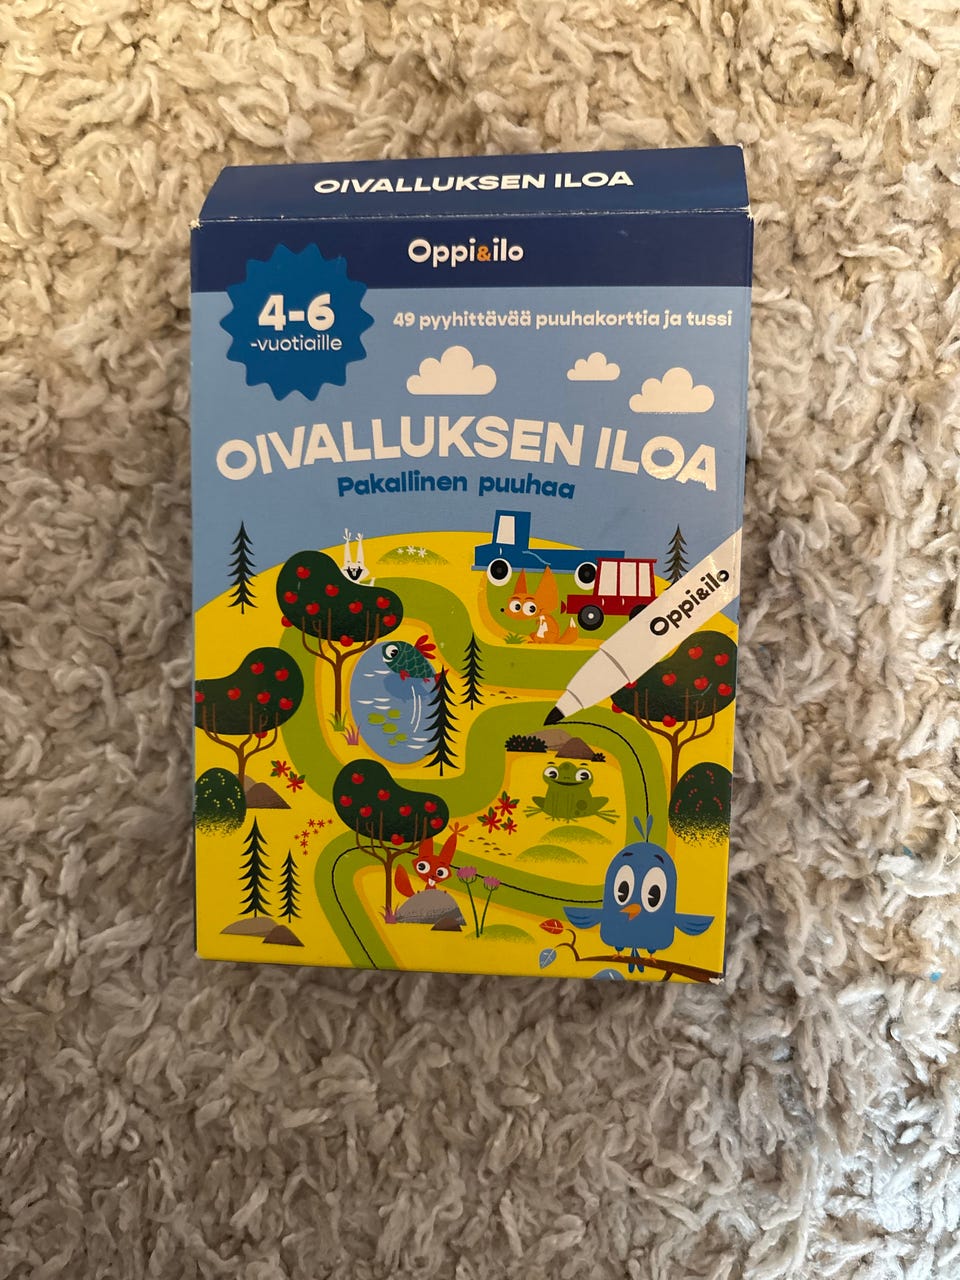 OIVALLUKSEN ILOA
Oppi&ilo
4-6
-vuotiaille
49 pyyhittävää puuhakorttia ja tussi
OIVALLUKSEN ILOA
Pakallinen puuhaa
Oppi&ilo